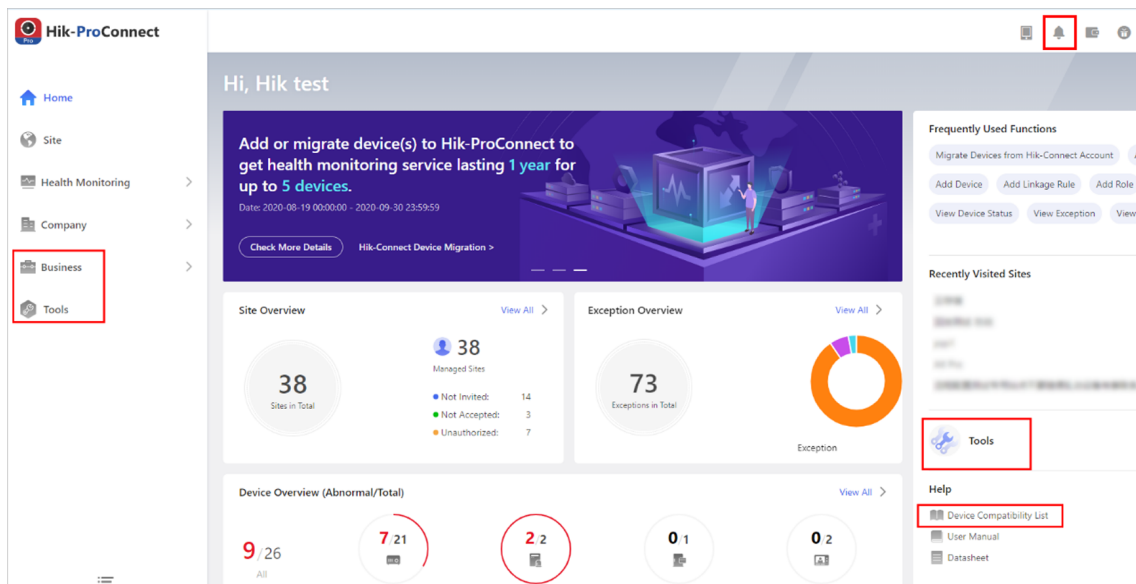 Pro
Hik-ProConnect
Home
Site
Health Monitoring
Company
Business
Tools
Hi, Hik test
Add or migrate device(s) to Hik-ProConnect to
get health monitoring service lasting 1 year for
up to 5 devices.
Date: 2020-08-19 00:00:00 - 2020-09-30 23:59:59
Check More Details
Hik-Connect Device Migration >
Site Overview
View All
38
Sites in Total
38
Managed Sites
Not Invited: 14
Not Accepted: 3
Unauthorized: 7
Exception Overview
View All
73
Exceptions in Total
Exception
Device Overview (Abnormal/Total)
View All
9/26
All
7/21
2/2
0/1
0/2
Frequently Used Functions
Migrate Devices from Hik-Connect Account
Add Device
Add Linkage Rule
Add Role
View Device Status
View Exception
View
Recently Visited Sites
Tools
Help
Device Compatibility List
User Manual
Datasheet